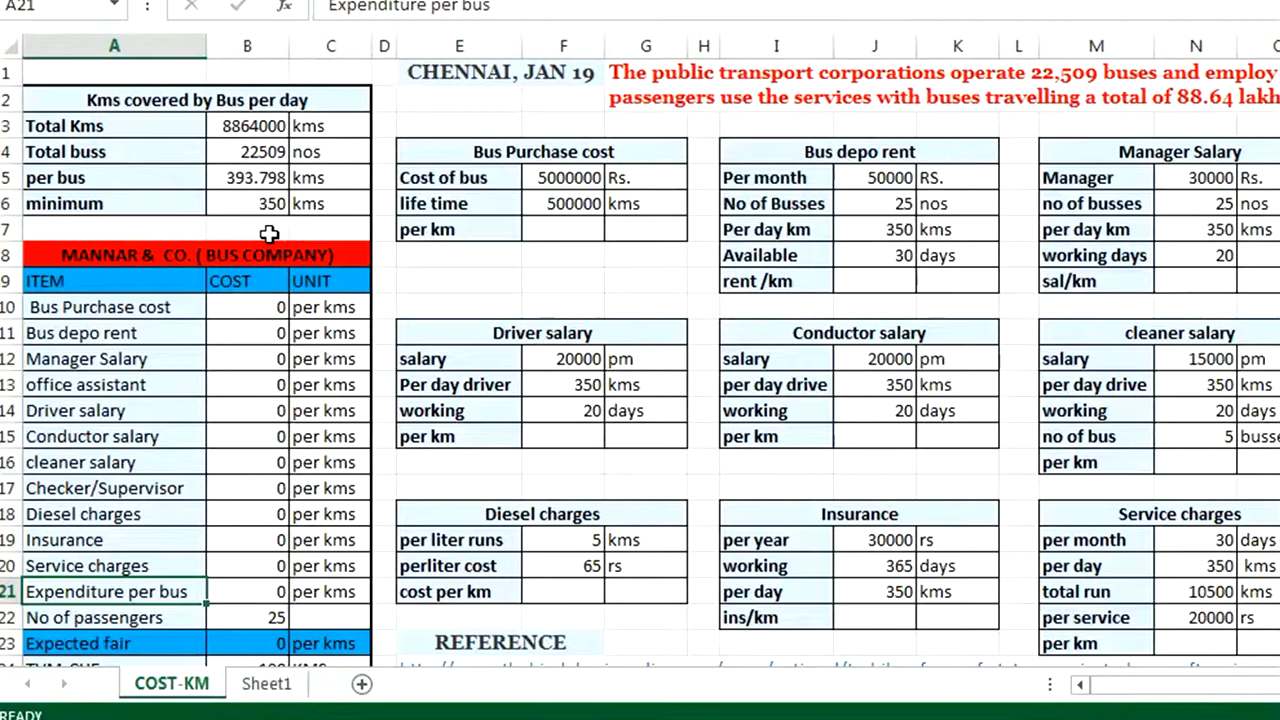 A21 Expenditure per bus
A B C D E F G H I J K L M N
1 CHENNAI, JAN 19 The public transport corporations operate 22,509 buses and employ
2 Kms covered by Bus per day passengers use the services with buses travelling a total of 88.64 lakh
3 Total Kms 8864000 kms
4 Total buss 22509 nos Bus Purchase cost Bus depo rent Manager Salary
5 per bus 393.798 kms Cost of bus 5000000 Rs. Per month 50000 RS. Manager 30000 Rs.
6 minimum 350 kms life time 500000 kms No of Busses 25 nos no of busses 25 nos
7 per km Per day km 350 kms Per day km 350 kms
8 MANNAR & CO. ( BUS COMPANY) Available 30 days working days 20
9 ITEM COST UNIT rent /km sal/km
10 Bus Purchase cost 0 per kms
11 Bus depo rent 0 per kms Driver salary Conductor salary cleaner salary
12 Manager Salary 0 per kms salary 20000 pm salary 20000 pm salary 15000 pm
13 office assistant 0 per kms Per day driver 350 kms per day drive 350 kms per day drive 350 kms
14 Driver salary 0 per kms working 20 days working 20 days working 20 days
15 Conductor salary 0 per kms per km per km no of bus 5 busse
16 cleaner salary 0 per kms per km
17 Checker/Supervisor 0 per kms
18 Diesel charges 0 per kms Diesel charges Insurance Service charges
19 Insurance 0 per kms per liter runs 5 kms per year 30000 rs per month 30 days
20 Service charges 0 per kms perliter cost 65 rs working 365 days per day 350 kms
21 Expenditure per bus 0 per kms cost per km per day 350 kms total run 10500 kms
22 No of passengers 25 ins/km per service 20000 rs
23 Expected fair 0 per kms REFERENCE per km
COST-KM Sheet1
READY